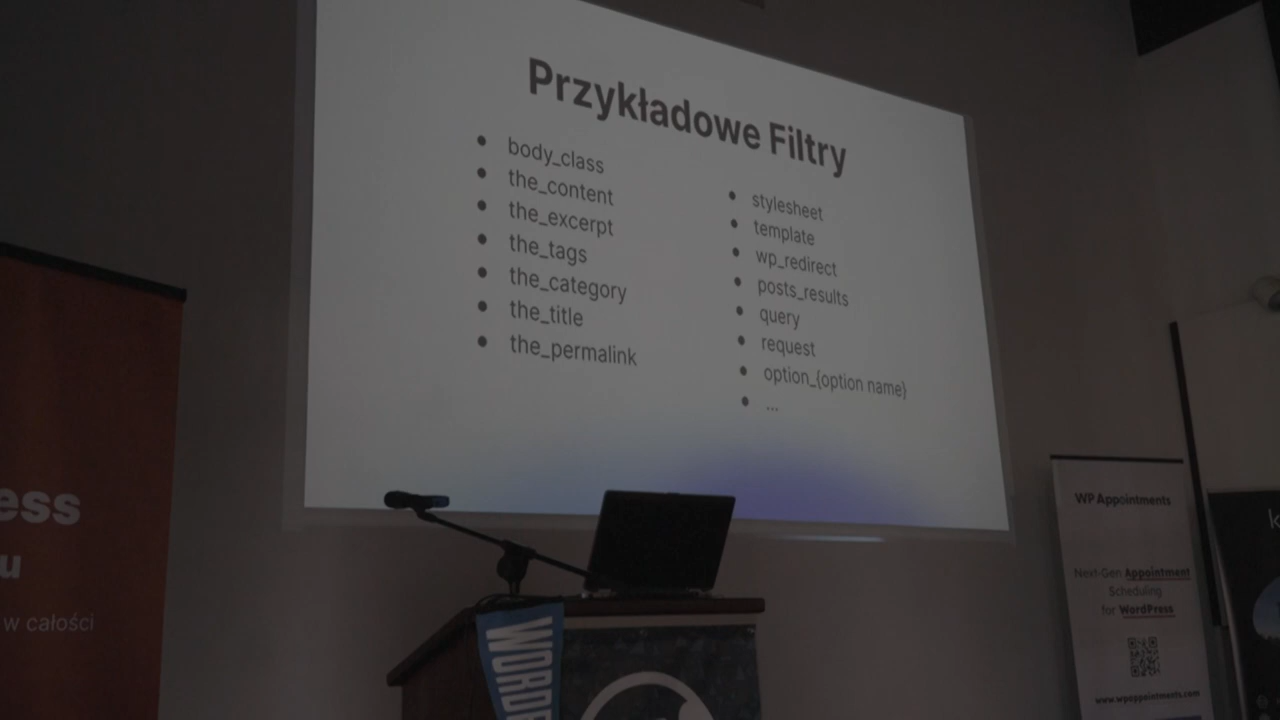 Przykładowe Filtry
body_class
the_content
the_excerpt
the_tags
the_category
the_title
the_permalink
stylesheet
template
wp_redirect
posts_results
query
request
option_{option name}
...
ess
u
w całości
WP Appointments
Next-Gen Appointment
Scheduling
for WordPress
www.wpappointments.com